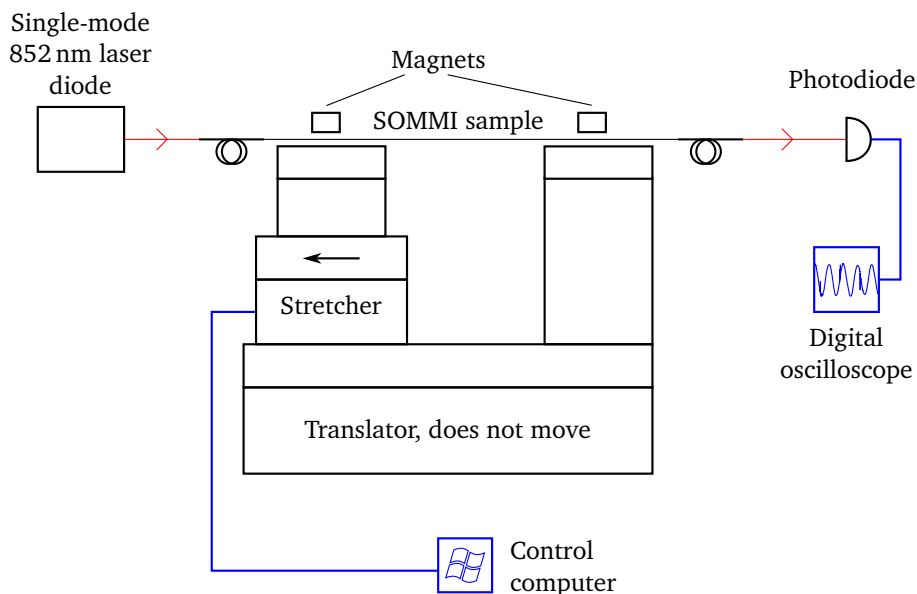 Single-mode
852 nm laser
diode
Magnets
Photodiode
SOMMI sample
Stretcher
Digital
oscilloscope
Translator, does not move
Control
computer